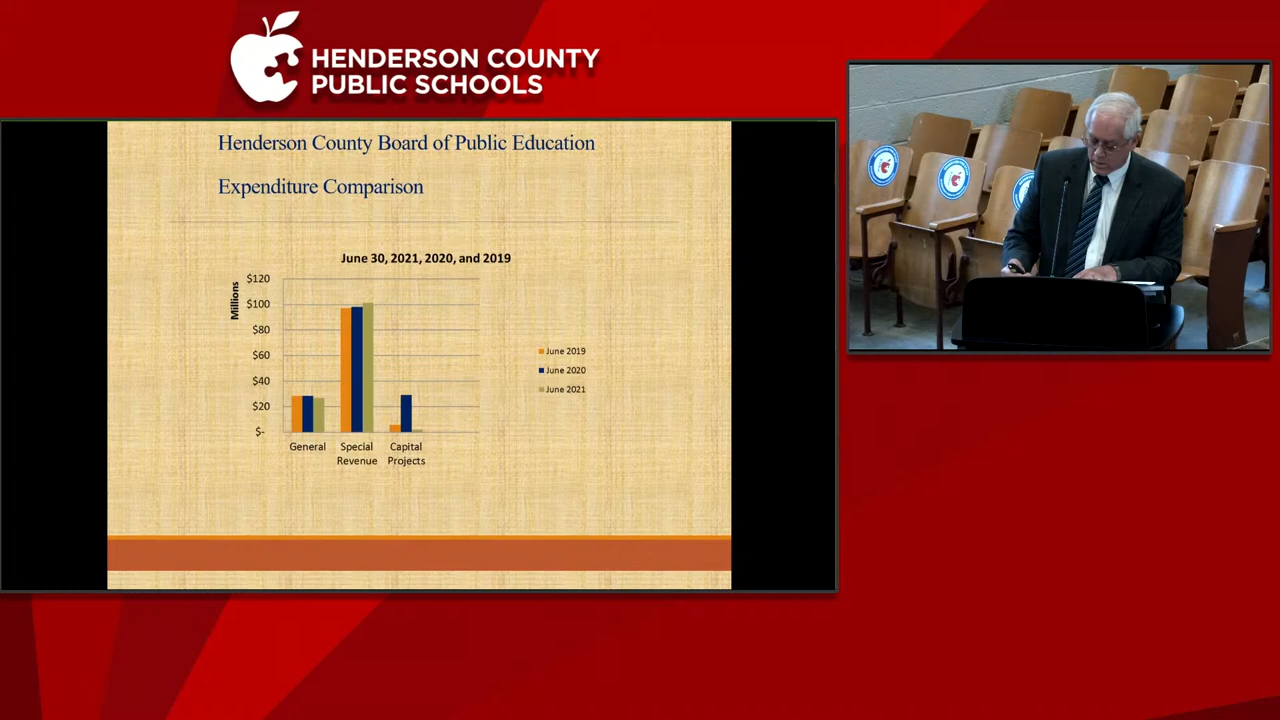 HENDERSON COUNTY
PUBLIC SCHOOLS
Henderson County Board of Public Education
Expenditure Comparison
June 30, 2021, 2020, and 2019
Millions
$120
$100
$80
$60
$40
$20
$-
General
Special
Revenue
Capital
Projects
June 2019
June 2020
June 2021